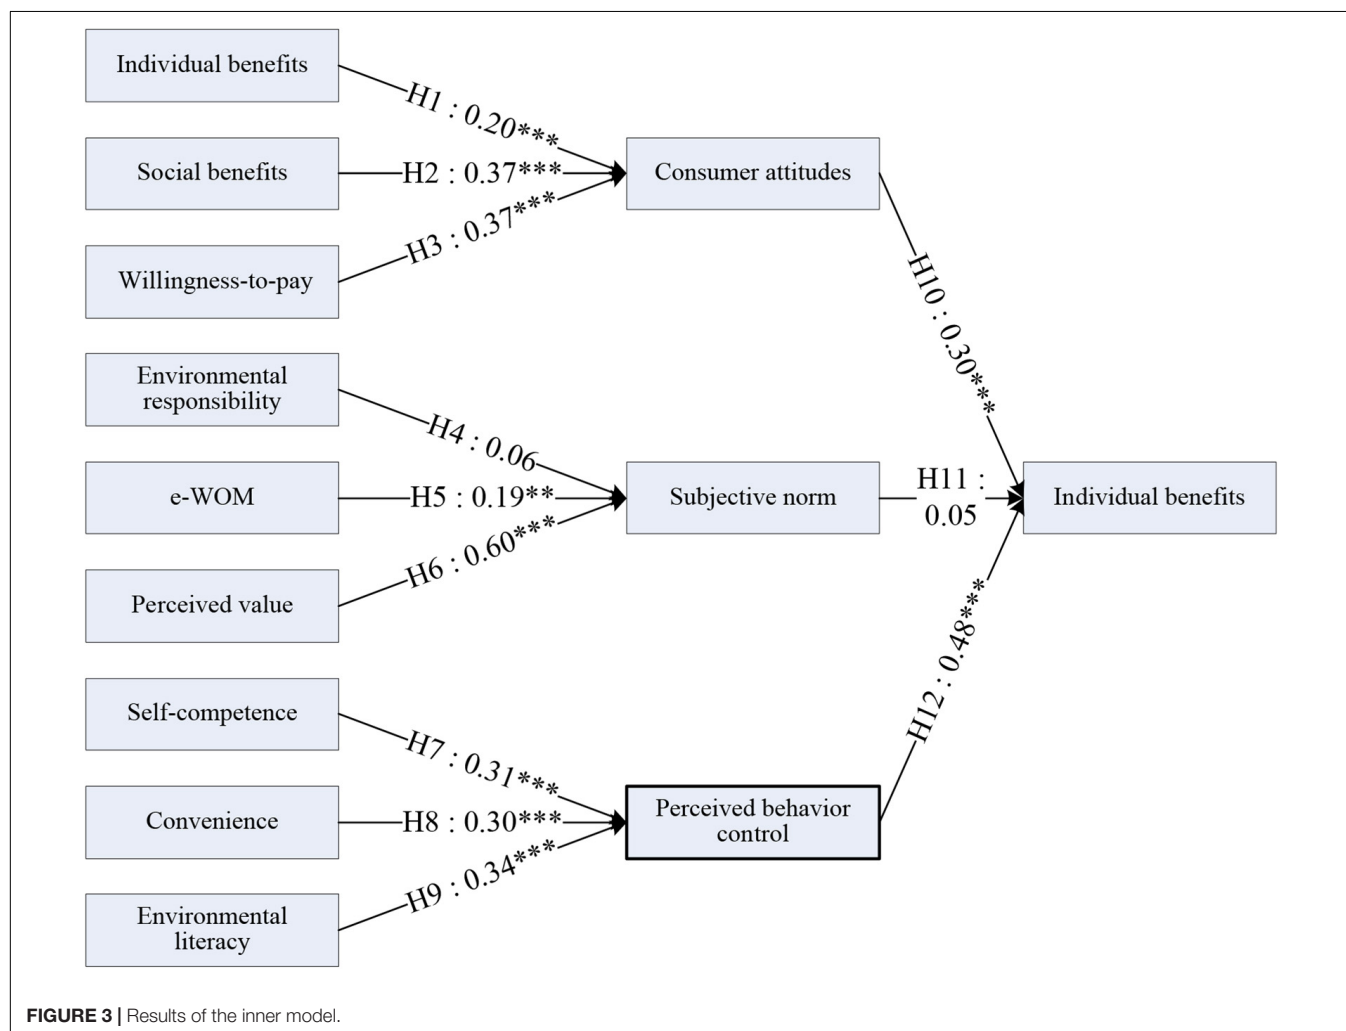 Individual benefits
H1 : 0.20***
Social benefits
H2 : 0.37***
Consumer attitudes
Willingness-to-pay
H3 : 0.37***
H10 : 0.30***
Environmental
responsibility
H4 : 0.06
e-WOM
H5 : 0.19**
Subjective norm
H11 :
0.05
Individual benefits
Perceived value
H6 : 0.60***
H12 : 0.48***
Self-competence
H7 : 0.31***
Convenience
H8 : 0.30***
Perceived behavior
control
Environmental
literacy
H9 : 0.34***
FIGURE 3 | Results of the inner model.